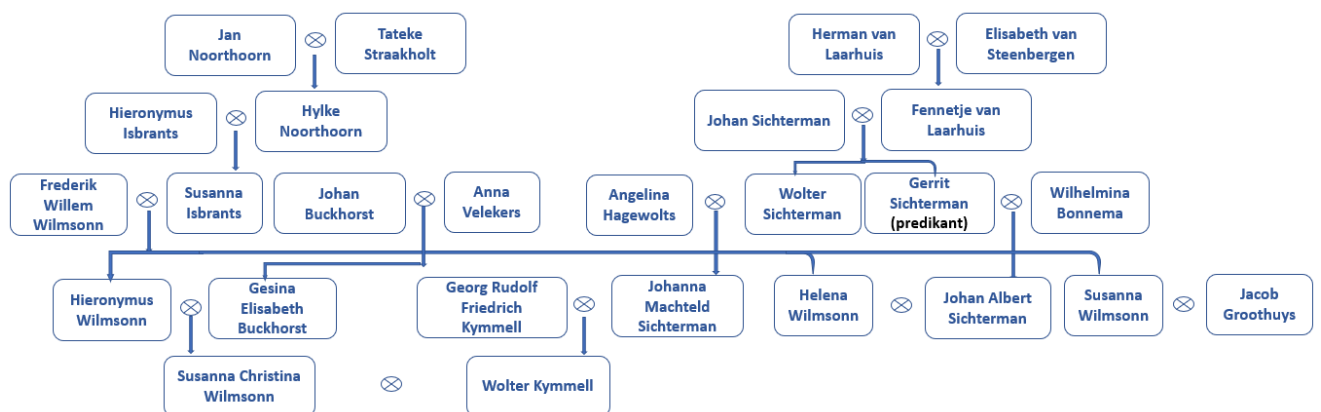 Jan
Noorthoorn
Tateke
Straakholt
Herman van
Laarhuis
Elisabeth van
Steenbergen
Hieronymus
Isbrants
Hylke
Noorthoorn
Johan Sichterman
Fennetje van
Laarhuis
Frederik
Willem
Wilmsonn
Susanna
Isbrants
Johan
Buckhorst
Anna
Velekers
Angelina
Hagewolts
Wolter
Sichterman
Gerrit
Sichterman
(predikant)
Wilhelmina
Bonnema
Hieronymus
Wilmsonn
Gesina
Elisabeth
Buckhorst
Georg Rudolf
Friedrich
Kymmell
Johanna
Machteld
Sichterman
Helena
Wilmsonn
Johan Albert
Sichterman
Susanna
Wilmsonn
Jacob
Groothuys
Susanna Christina
Wilmsonn
Wolter Kymmell